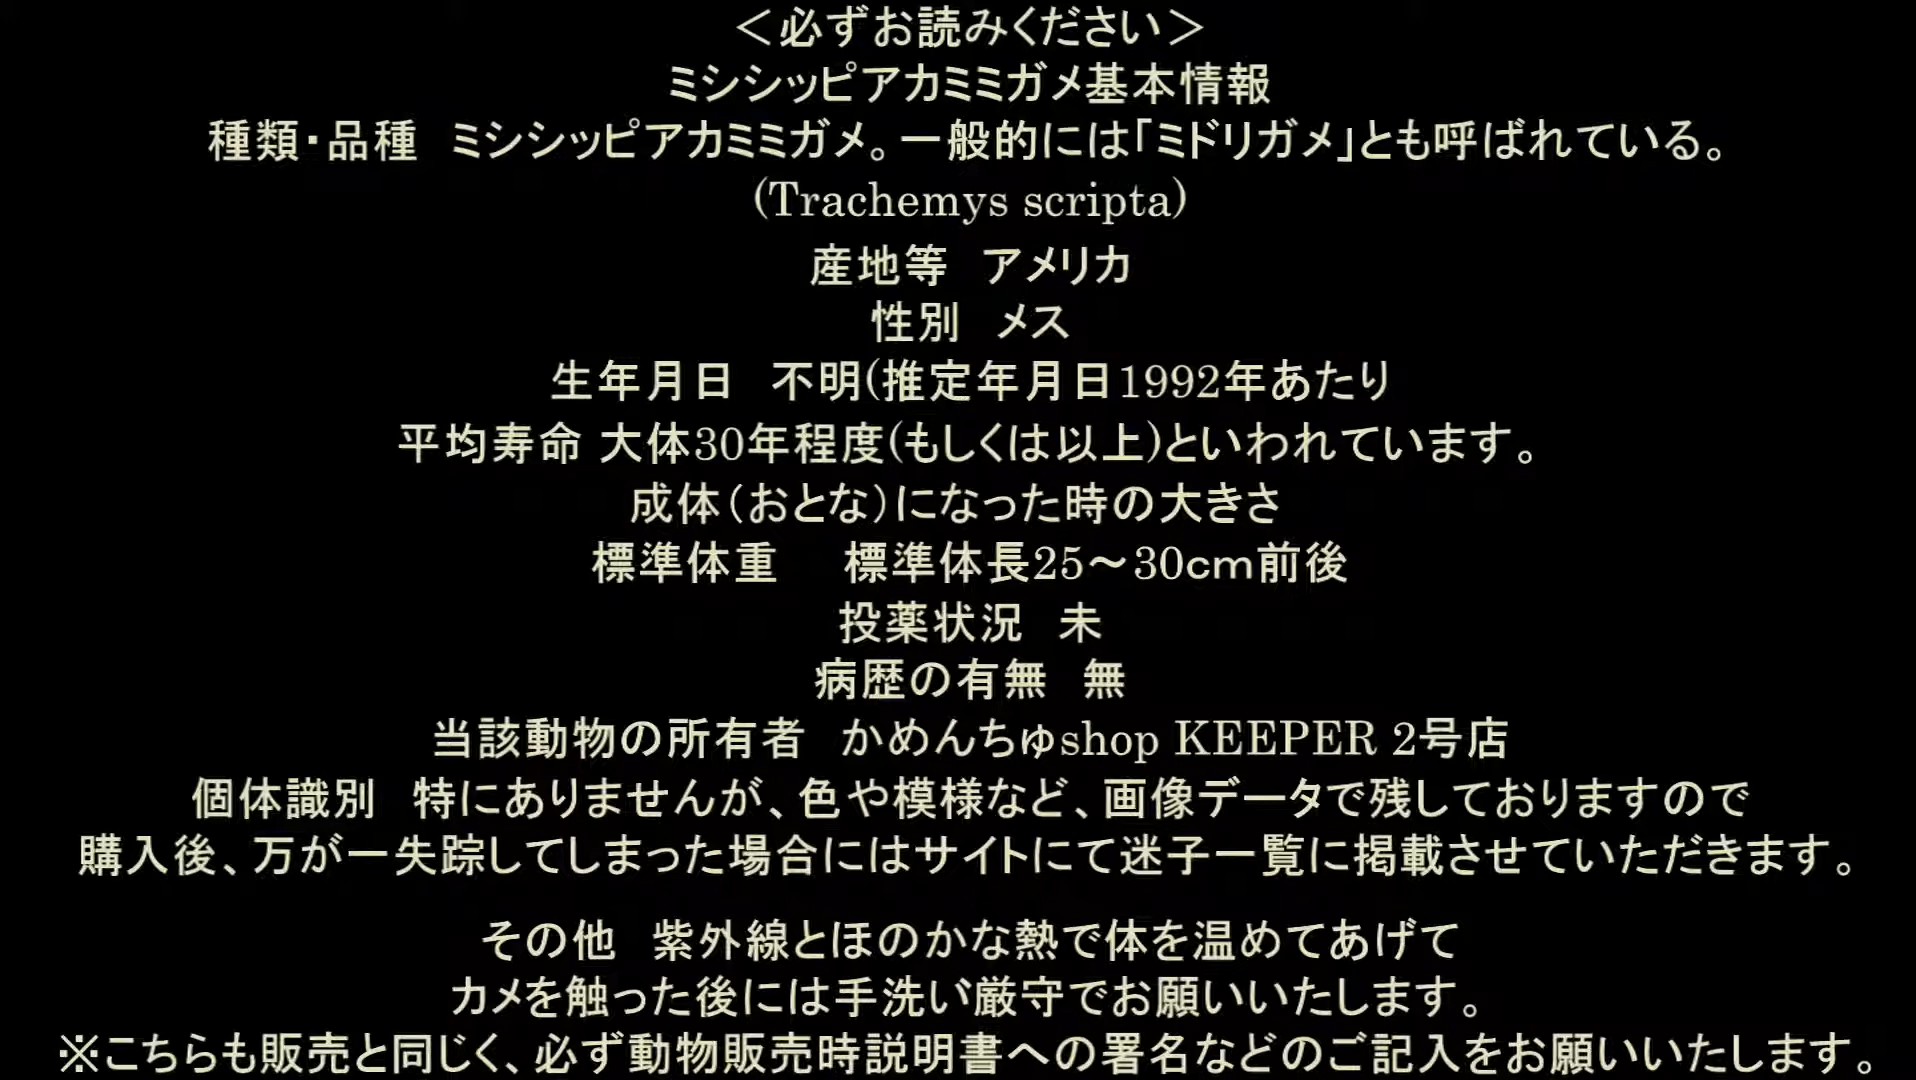 ＜必ずお読みください＞
ミシシッピアカミミガメ基本情報
種類・品種　ミシシッピアカミミガメ。一般的には「ミドリガメ」とも呼ばれている。
(Trachemys scripta)
産地等　アメリカ
性別　メス
生年月日　不明(推定年月日1992年あたり
平均寿命 大体30年程度(もしくは以上)といわれています。
成体（おとな）になった時の大きさ
標準体重　 標準体長25～30cm前後
投薬状況　未
病歴の有無　無
当該動物の所有者　かめんちゅshop KEEPER 2号店
個体識別　特にありませんが、色や模様など、画像データで残しておりますので
購入後、万が一失踪してしまった場合にはサイトにて迷子一覧に掲載させていただきます。
その他　紫外線とほのかな熱で体を温めてあげて
カメを触った後には手洗い厳守でお願いいたします。
※こちらも販売と同じく、必ず動物販売時説明書への署名などのご記入をお願いいたします。